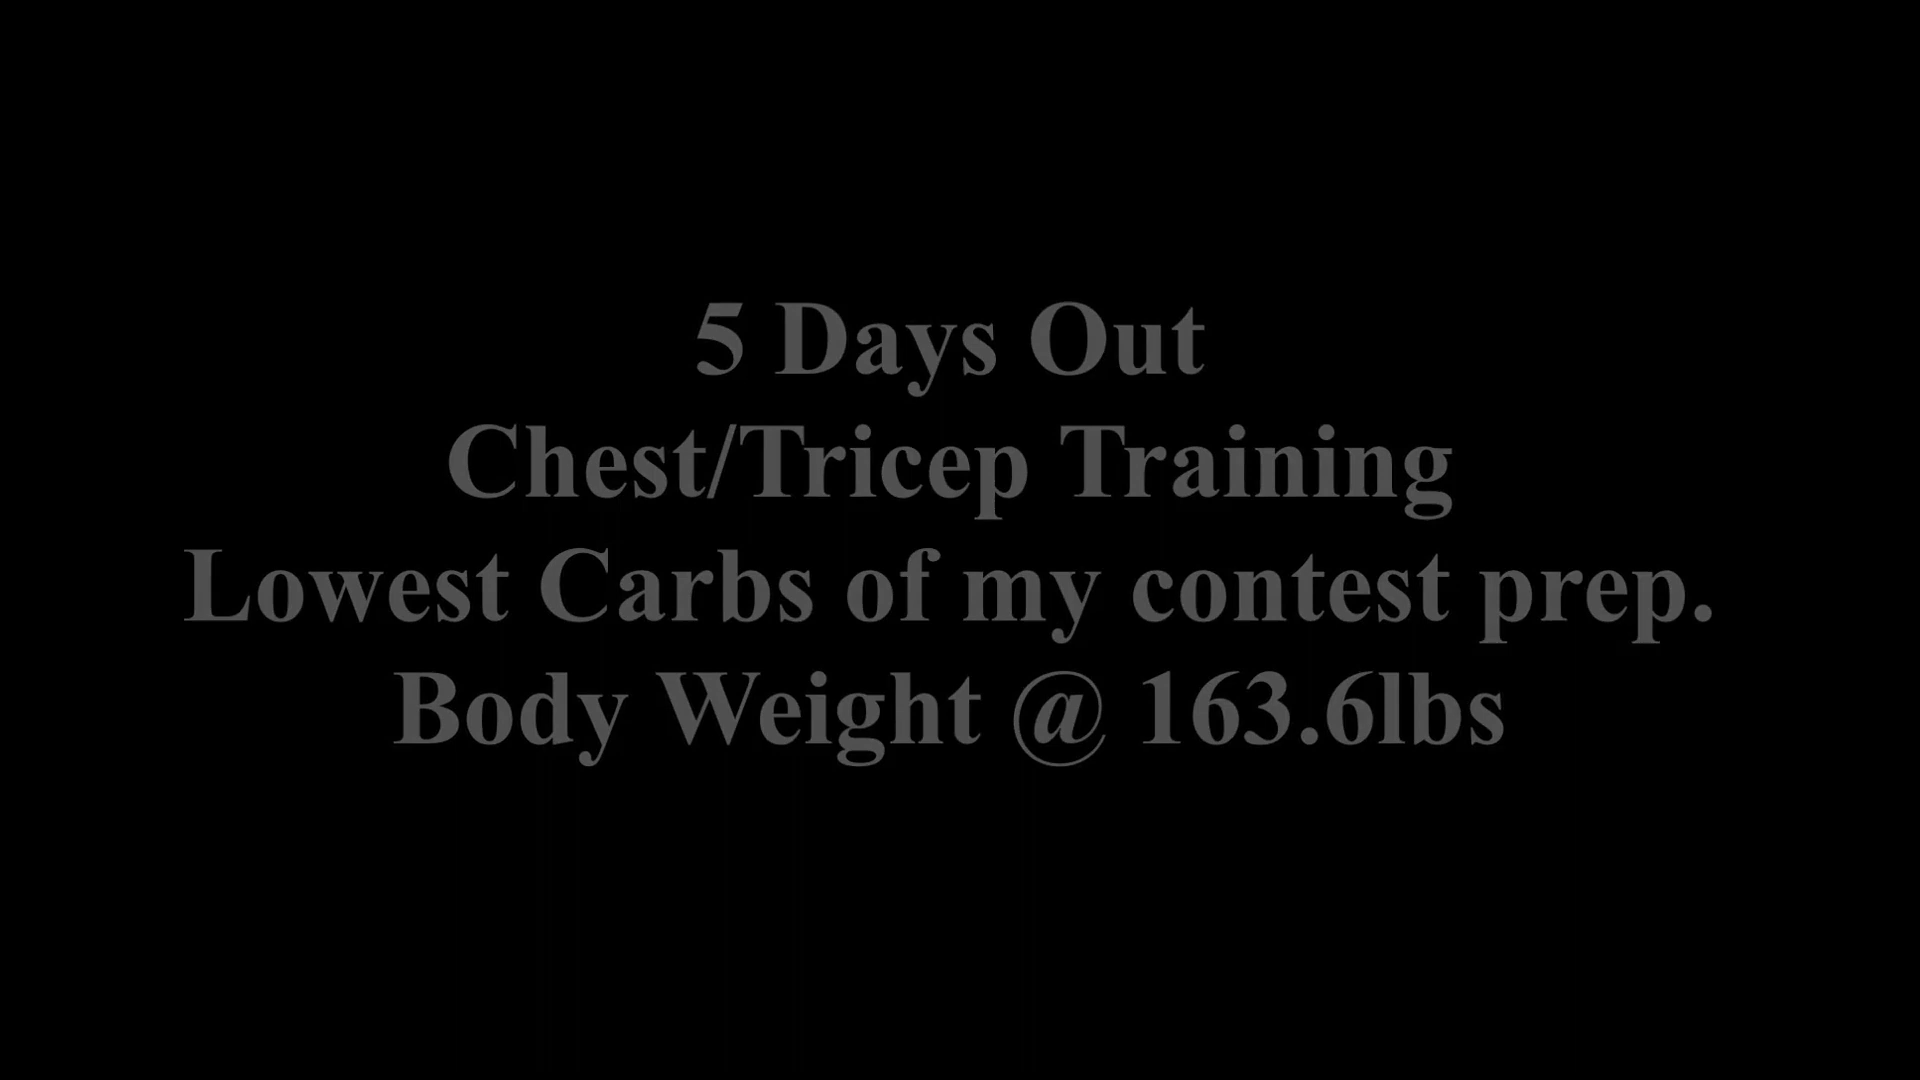 5 Days Out
Chest/Tricep Training
Lowest Carbs of my contest prep.
Body Weight @ 163.6lbs